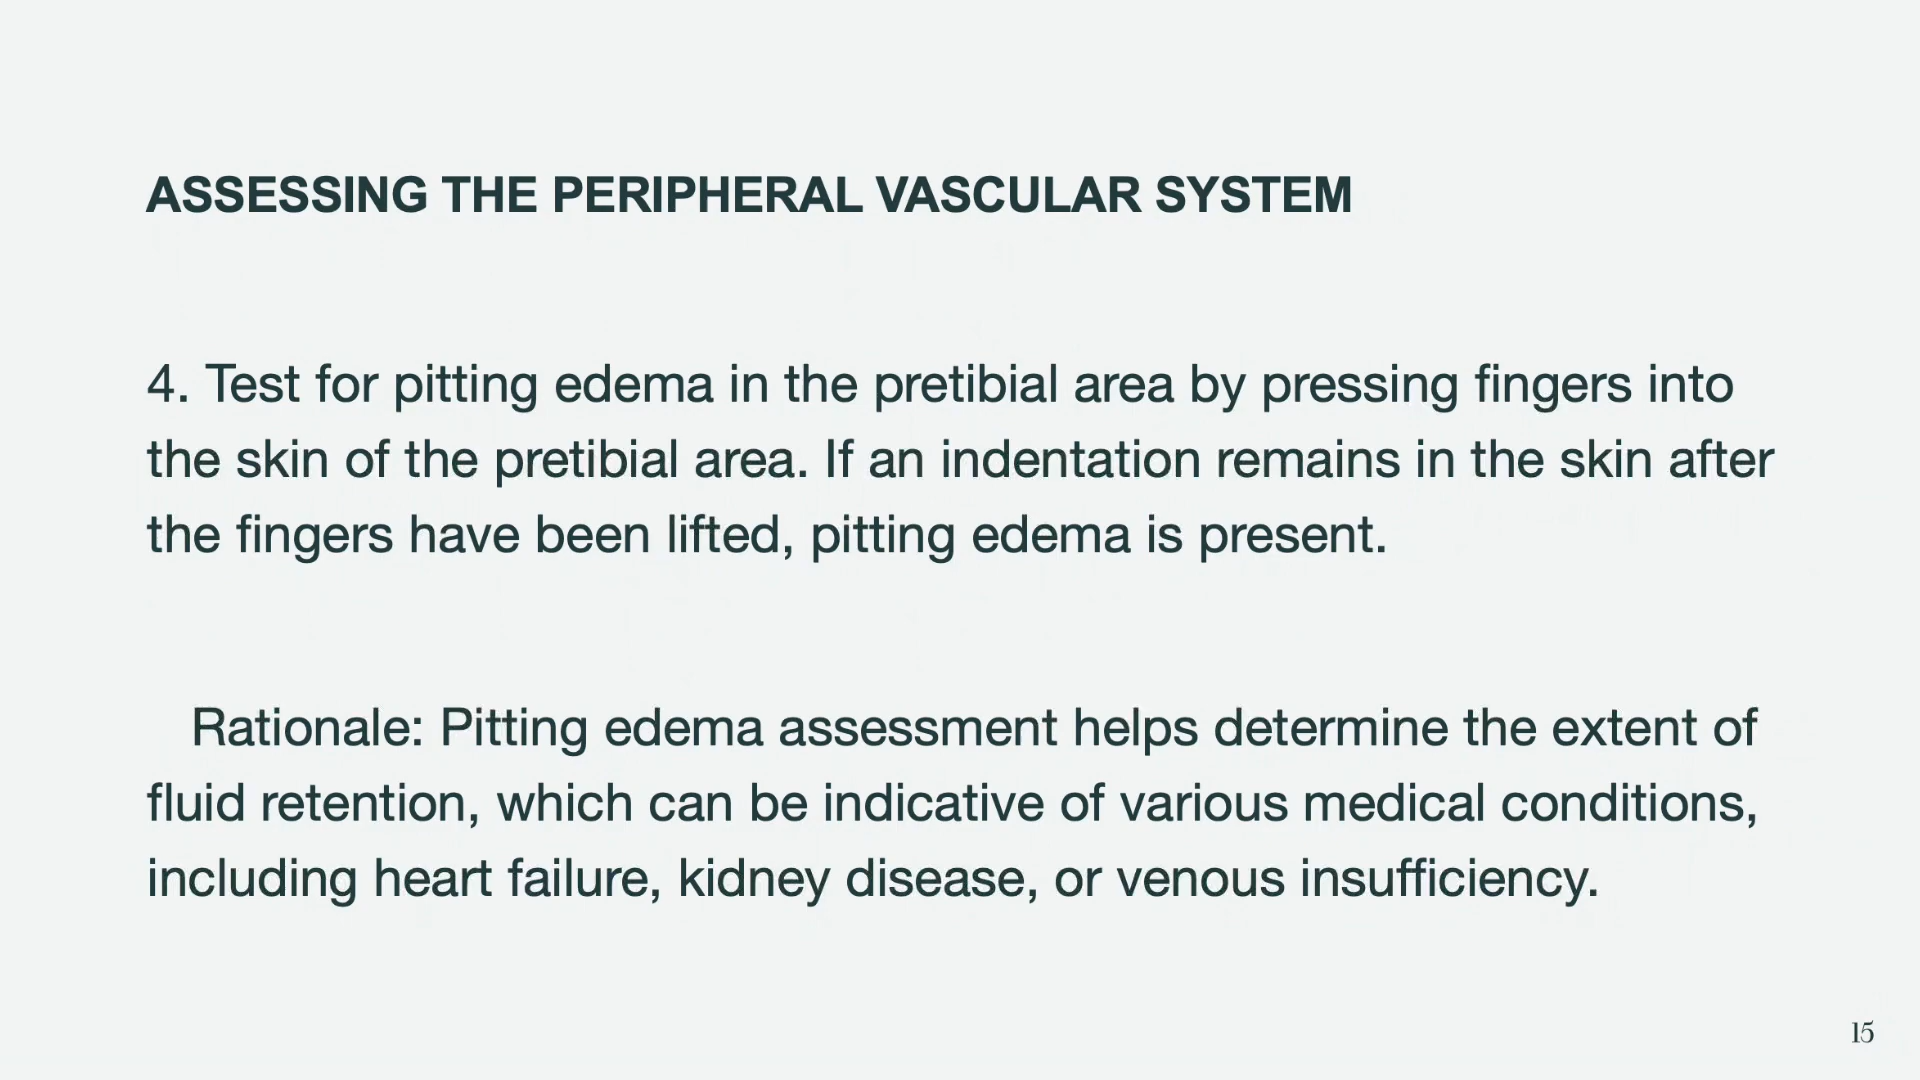 ASSESSING THE PERIPHERAL VASCULAR SYSTEM
4. Test for pitting edema in the pretibial area by pressing fingers into
the skin of the pretibial area. If an indentation remains in the skin after
the fingers have been lifted, pitting edema is present.
Rationale: Pitting edema assessment helps determine the extent of
fluid retention, which can be indicative of various medical conditions,
including heart failure, kidney disease, or venous insufficiency.
15